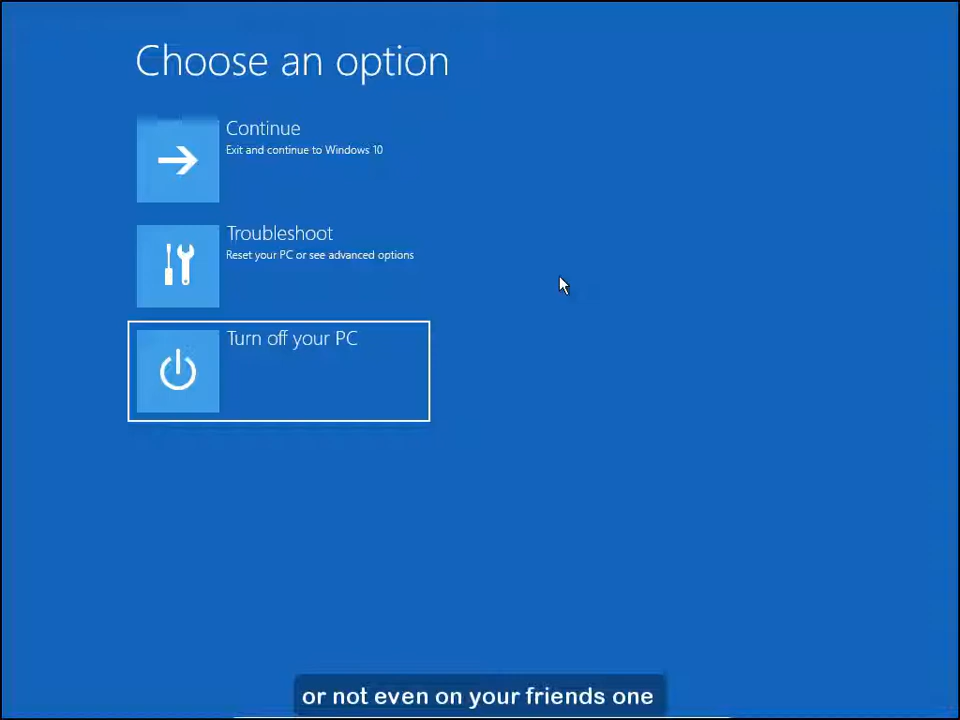 Choose an option
Continue
Exit and continue to Windows 10
Troubleshoot
Reset your PC or see advanced options
Turn off your PC
or not even on your friends one